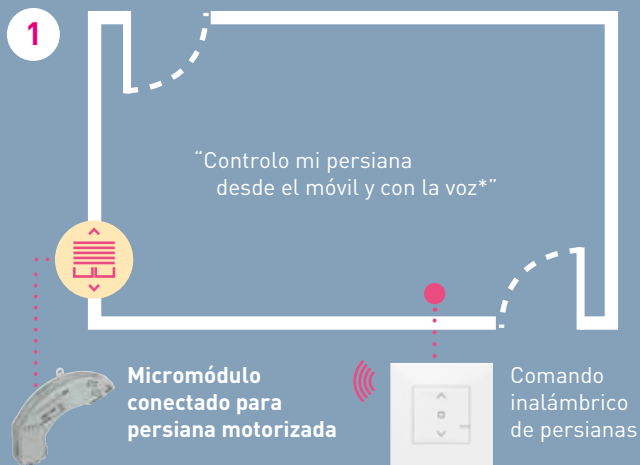 1
“Controlo mi persiana
desde el móvil y con la voz*”
Micromódulo
conectado para
persiana motorizada
Comando
inalámbrico
de persianas